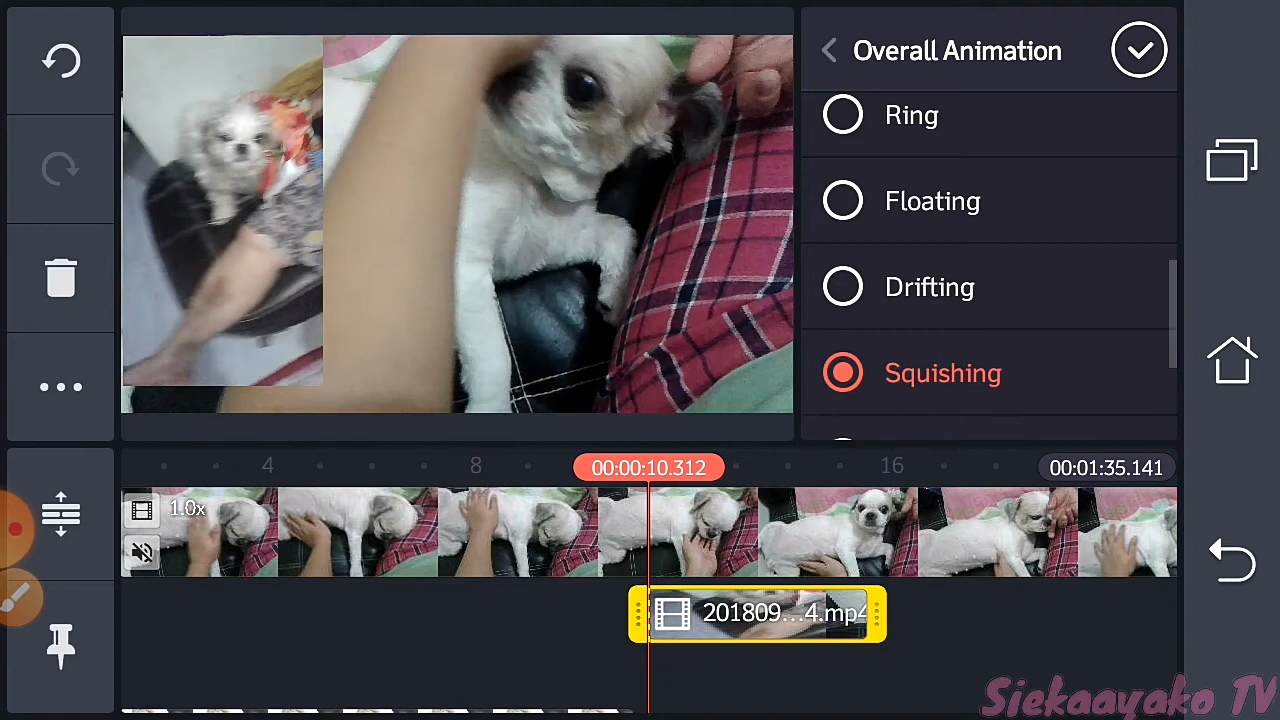 Overall Animation
Ring
Floating
Drifting
Squishing
4
8
00:00:10.312
16
00:01:35.141
1.0x
201809...4.mp4
Siokaayako TV